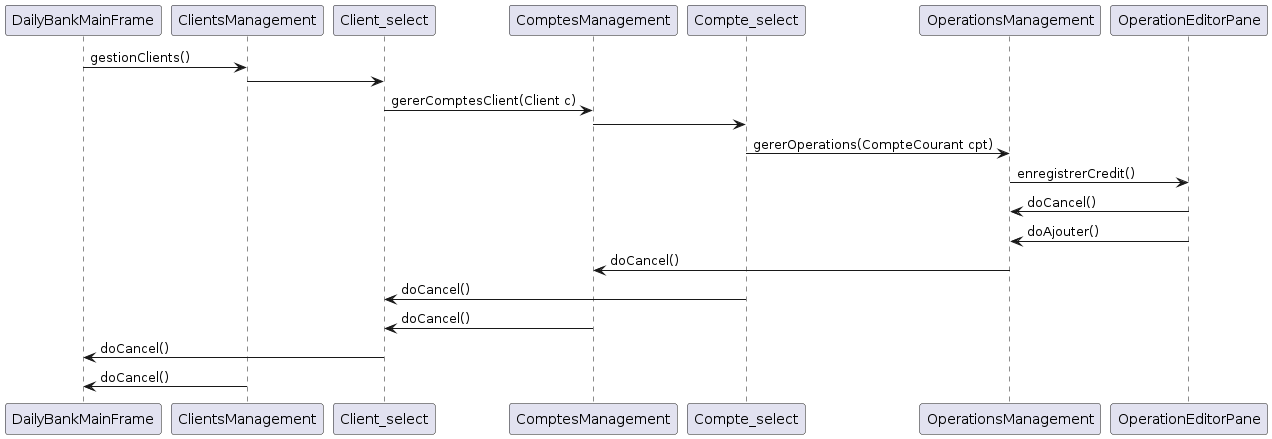 DailyBankMainFrame ClientsManagement Client_select ComptesManagement Compte_select OperationsManagement OperationEditorPane
gestionClients()
gererComptesClient(Client c)
gererOperations(CompteCourant cpt)
enregistrerCredit()
doCancel()
doAjouter()
doCancel()
doCancel()
doCancel()
doCancel()
doCancel()
DailyBankMainFrame ClientsManagement Client_select ComptesManagement Compte_select OperationsManagement OperationEditorPane